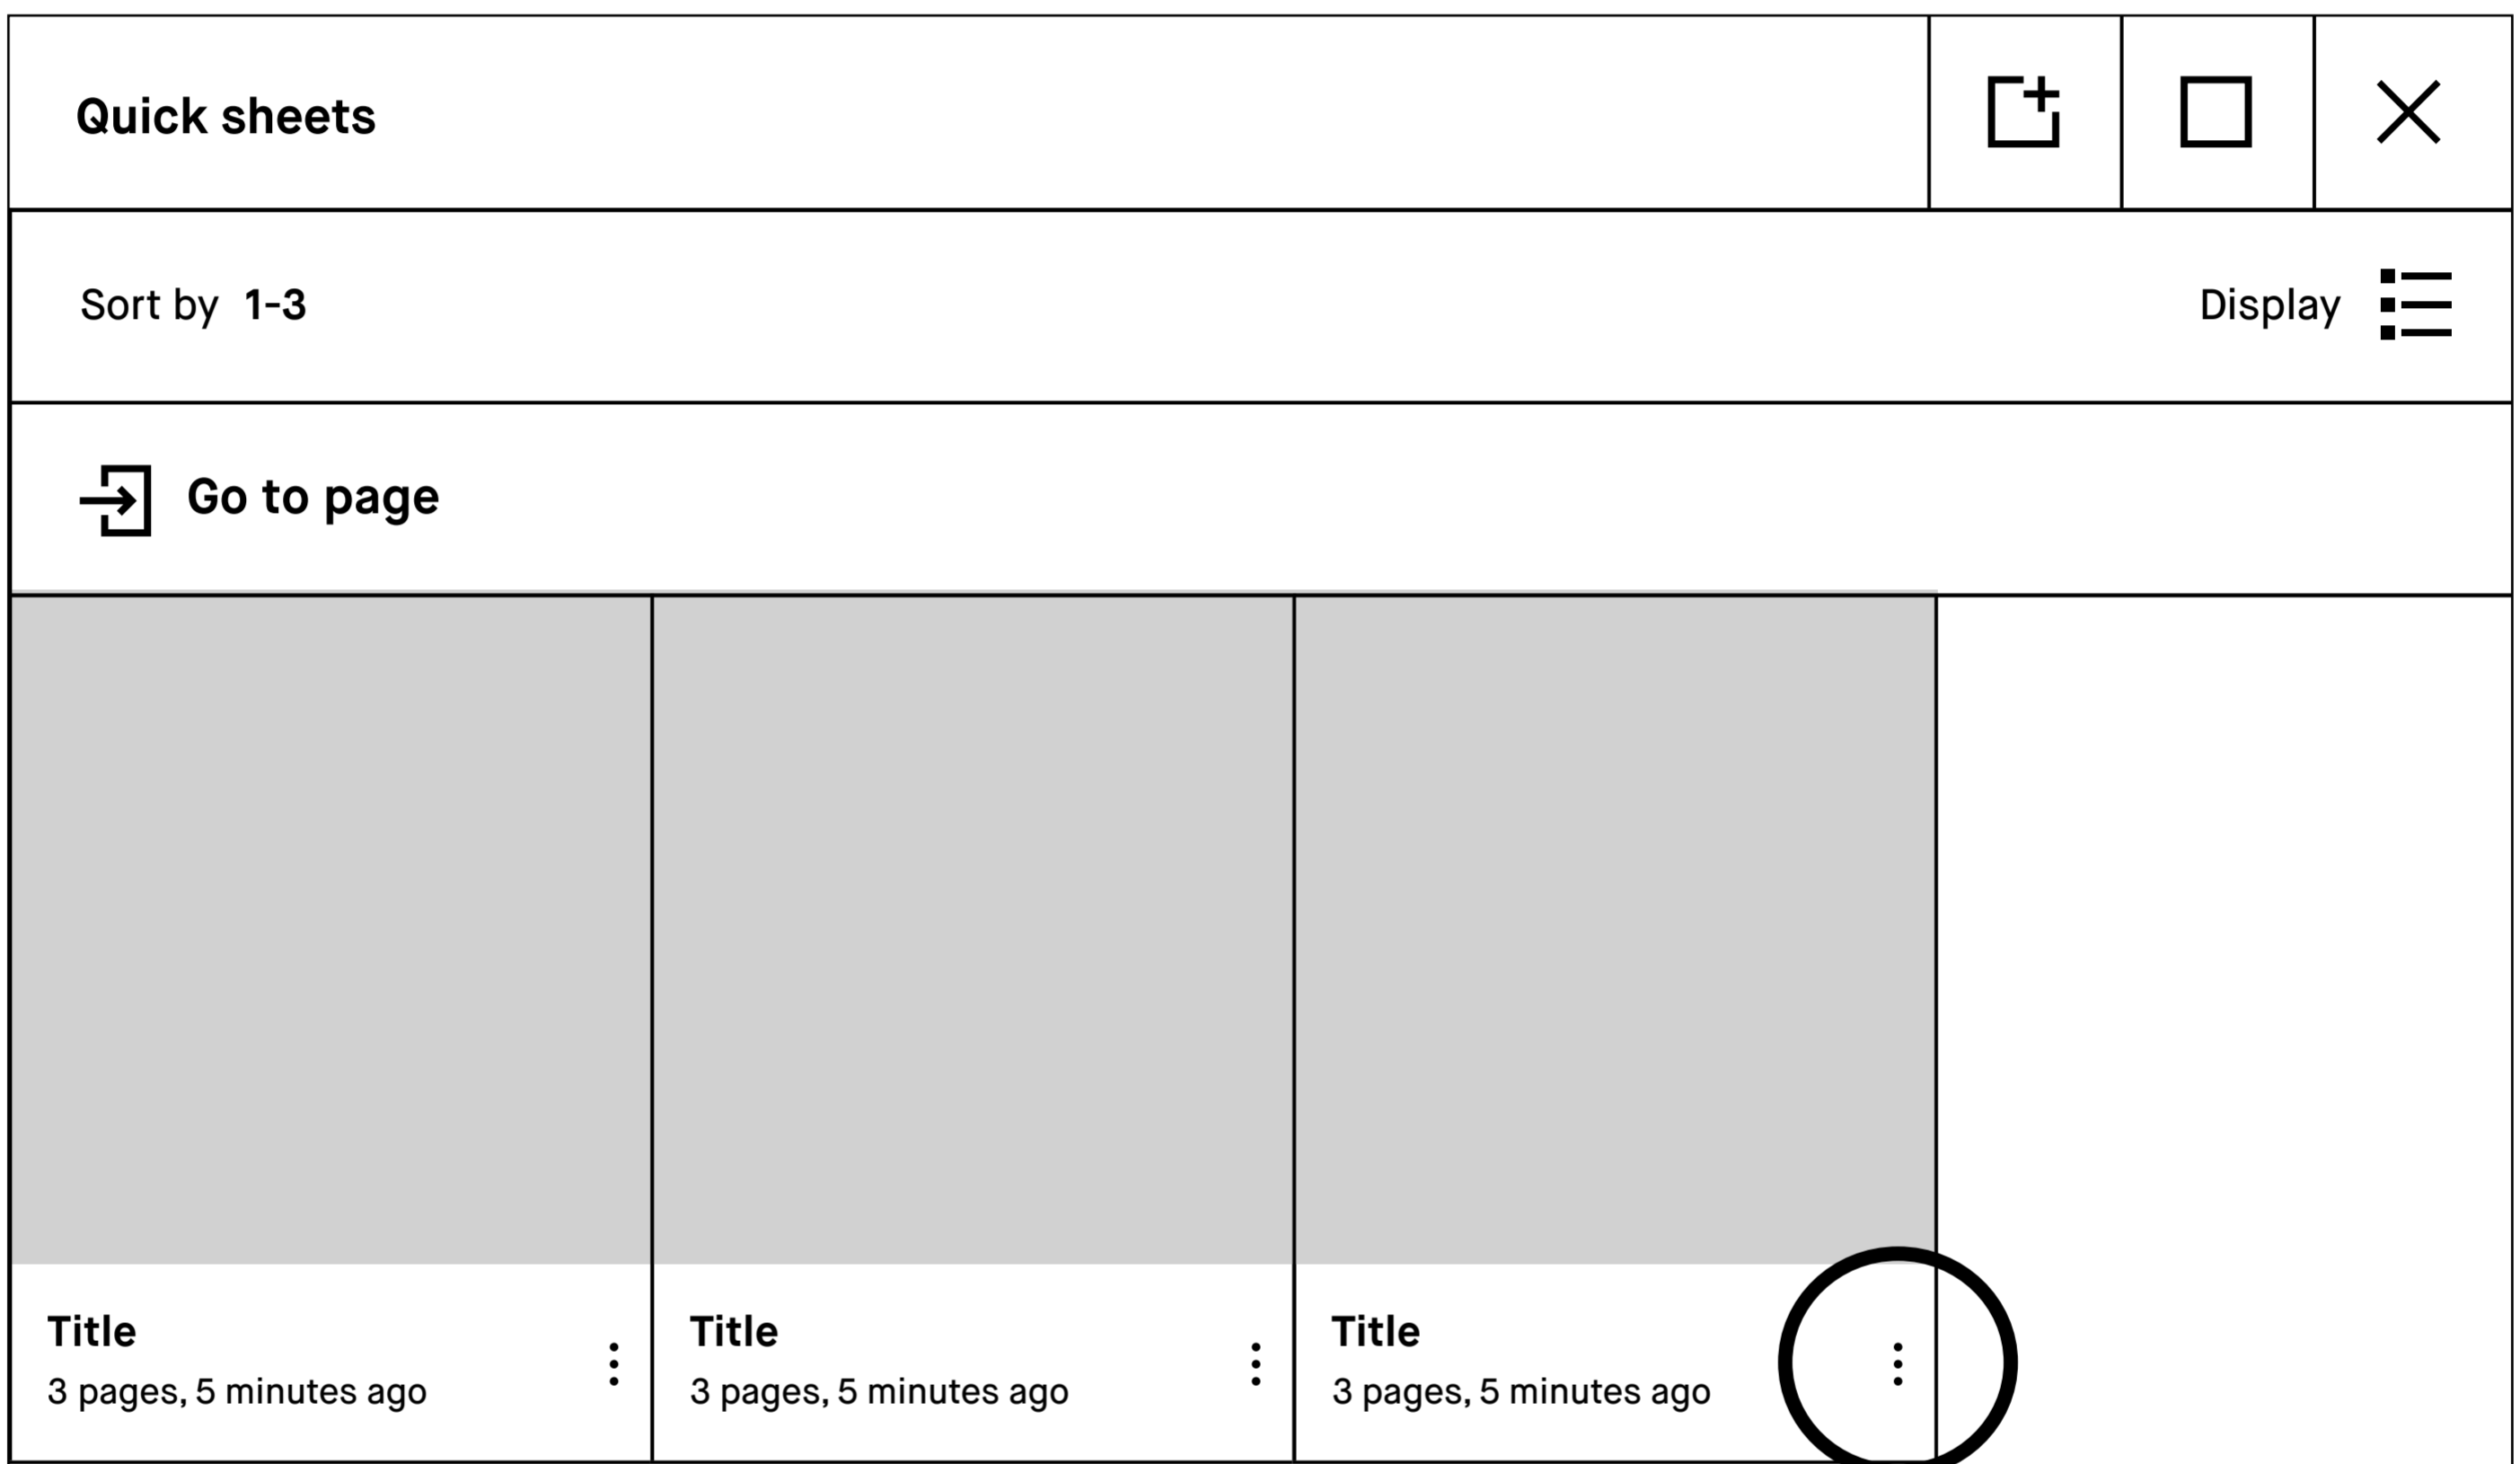 Quick sheets
Sort by 1-3
Display
Go to page
Title
3 pages, 5 minutes ago
Title
3 pages, 5 minutes ago
Title
3 pages, 5 minutes ago